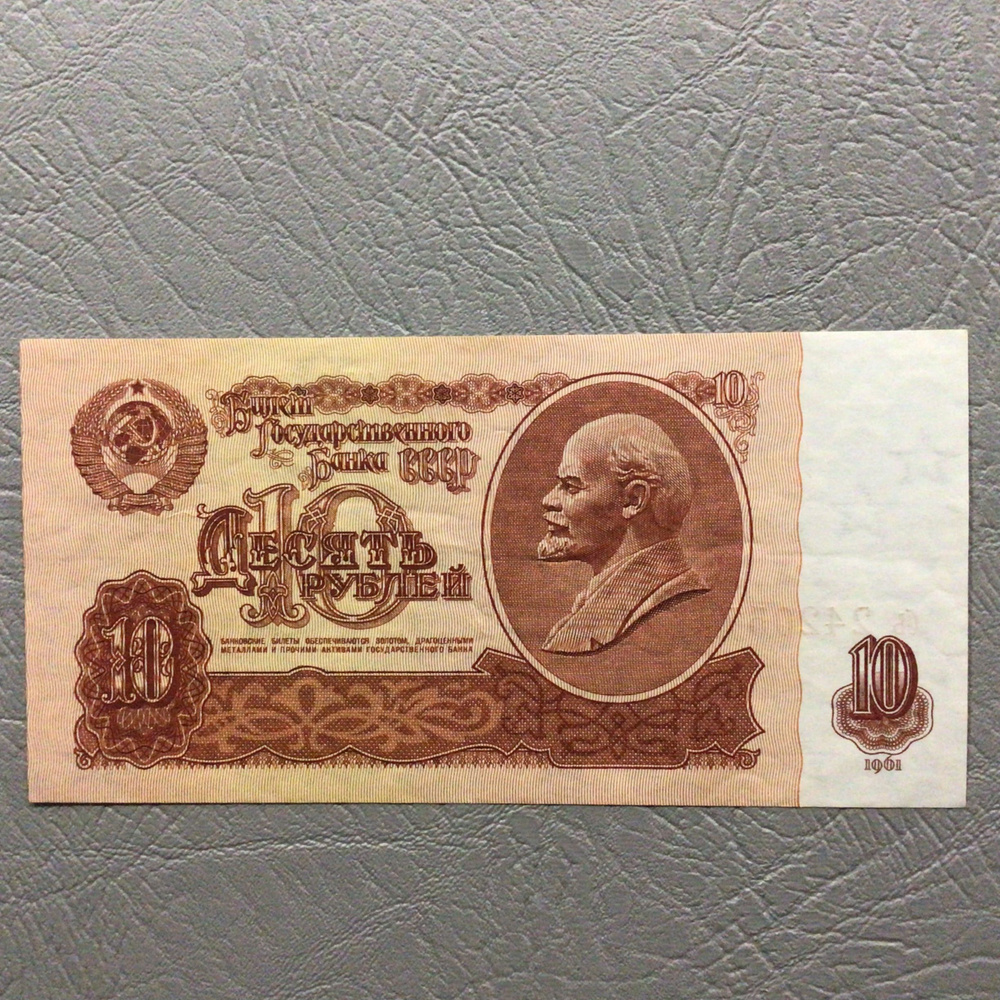 Билет
Государственного
Банка СССР
10
10
Десять
рублей
БАНКОВСКИЕ БИЛЕТЫ ОБЕСПЕЧИВАЮТСЯ ЗОЛОТОМ, ДРАГОЦЕННЫМИ
МЕТАЛЛАМИ И ПРОЧИМИ АКТИВАМИ ГОСУДАРСТВЕННОГО БАНКА
10
10
1961